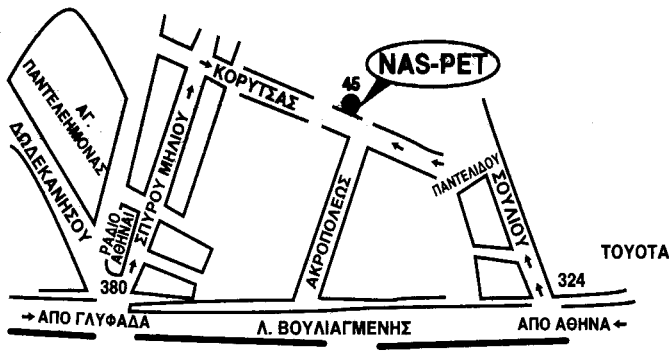 NAS-PET
45
ΚΟΡΥΤΣΑΣ
ΑΓ.
ΠΑΝΤΕΛΕΗΜΟΝΑΣ
ΔΩΔΕΚΑΝΗΣΟΥ
ΣΠΥΡΟΥ ΜΗΛΙΟΥ
ΡΑΔΙΟ
ΑΘΗΝΑΙ
380
ΑΚΡΟΠΟΛΕΩΣ
ΠΑΝΤΕΛΙΔΟΥ
ΣΟΥΛΙΟΥ
TOYOTA
324
→ΑΠΟ ΓΛΥΦΑΔΑ
Λ. ΒΟΥΛΙΑΓΜΕΝΗΣ
ΑΠΟ ΑΘΗΝΑ←